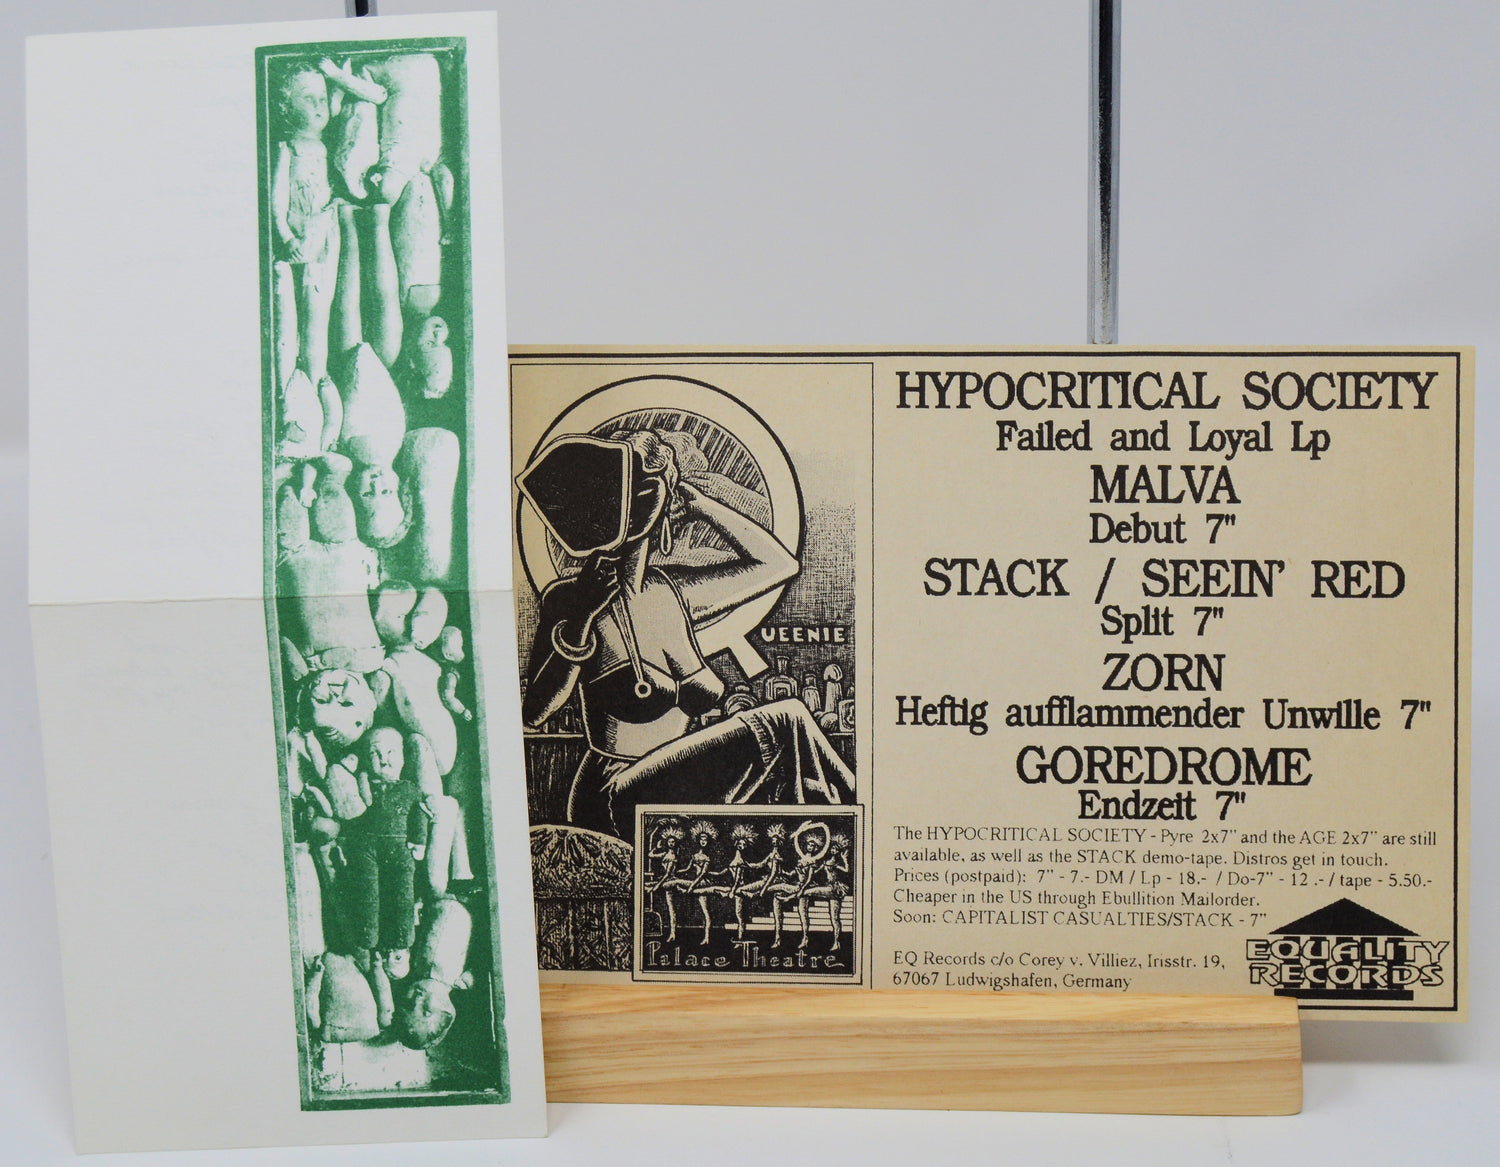 UEENIE
Palace Theatre
HYPOCRITICAL SOCIETY
Failed and Loyal Lp
MALVA
Debut 7"
STACK / SEEIN' RED
Split 7"
ZORN
Heftig aufflammender Unwille 7"
GOREDROME
Endzeit 7"
The HYPOCRITICAL SOCIETY - Pyre 2x7" and the AGE 2x7" are still
available, as well as the STACK demo-tape. Distros get in touch.
Prices (postpaid): 7" - 7.- DM / Lp - 18.- / Do-7" - 12 .- / tape - 5.50.-
Cheaper in the US through Ebullition Mailorder.
Soon: CAPITALIST CASUALTIES/STACK - 7"
EQ Records c/o Corey v. Villiez, Irisstr. 19,
67067 Ludwigshafen, Germany
EQUALITY
RECORDS